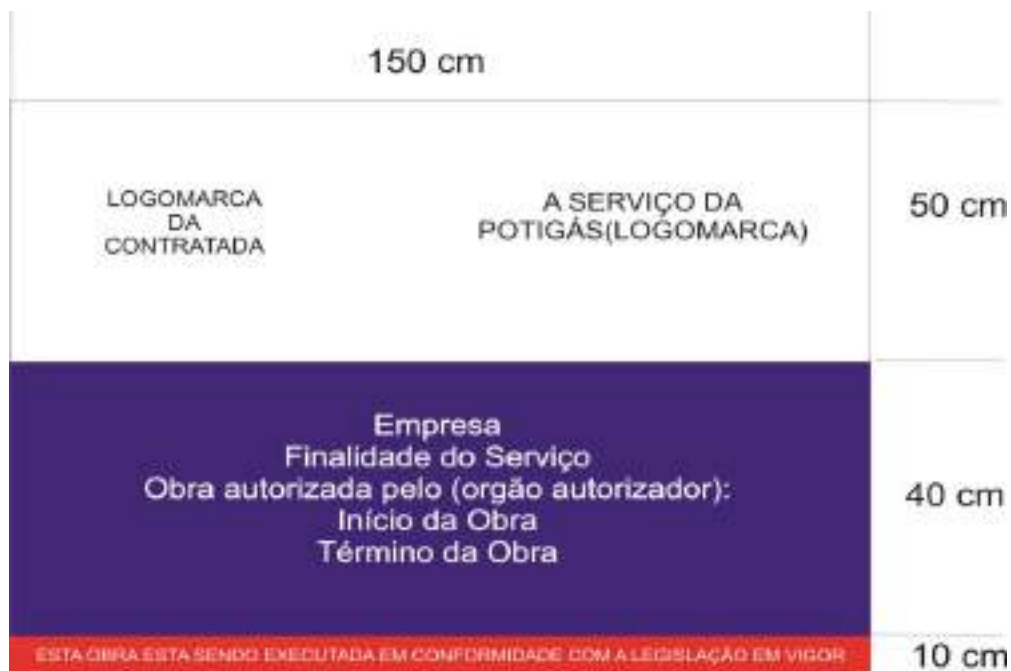 150 cm
LOGOMARCA
DA
CONTRATADA
A SERVIÇO DA
POTIGÁS(LOGOMARCA)
50 cm
Empresa
Finalidade do Serviço
Obra autorizada pelo (orgão autorizador):
Início da Obra
Término da Obra
40 cm
ESTA OBRA ESTA SENDO EXECUTADA EM CONFORMIDADE COM A LEGISLAÇÃO EM VIGOR
10 cm